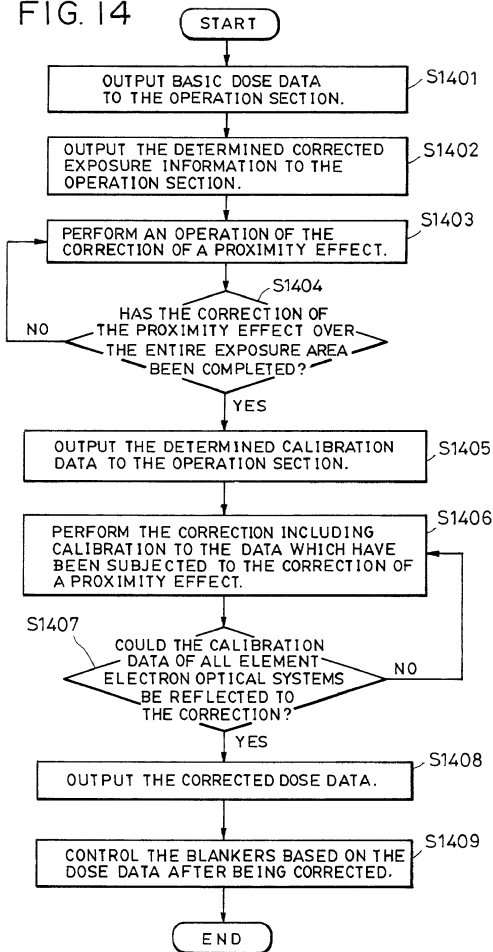 FIG. 14
START
OUTPUT BASIC DOSE DATA
TO THE OPERATION SECTION.
S1401
OUTPUT THE DETERMINED CORRECTED
EXPOSURE INFORMATION TO THE
OPERATION SECTION.
S1402
PERFORM AN OPERATION OF THE
CORRECTION OF A PROXIMITY EFFECT.
S1403
S1404
HAS THE CORRECTION OF
THE PROXIMITY EFFECT OVER
THE ENTIRE EXPOSURE AREA
BEEN COMPLETED?
NO
YES
OUTPUT THE DETERMINED CALIBRATION
DATA TO THE OPERATION SECTION.
S1405
PERFORM THE CORRECTION INCLUDING
CALIBRATION TO THE DATA WHICH HAVE
BEEN SUBJECTED TO THE CORRECTION OF
A PROXIMITY EFFECT.
S1406
S1407
COULD THE CALIBRATION
DATA OF ALL ELEMENT
ELECTRON OPTICAL SYSTEMS
BE REFLECTED TO
THE CORRECTION?
NO
YES
OUTPUT THE CORRECTED DOSE DATA.
S1408
CONTROL THE BLANKERS BASED ON THE
DOSE DATA AFTER BEING CORRECTED.
S1409
END